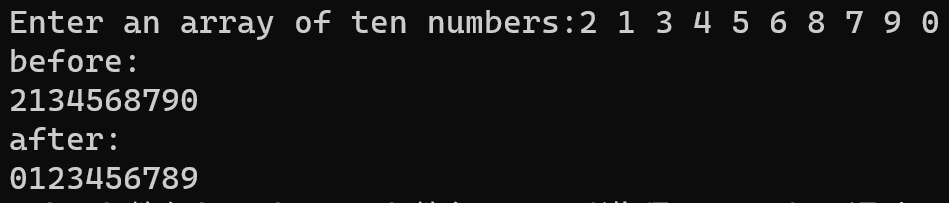 Enter an array of ten numbers:2 1 3 4 5 6 8 7 9 0
before:
2134568790
after:
0123456789